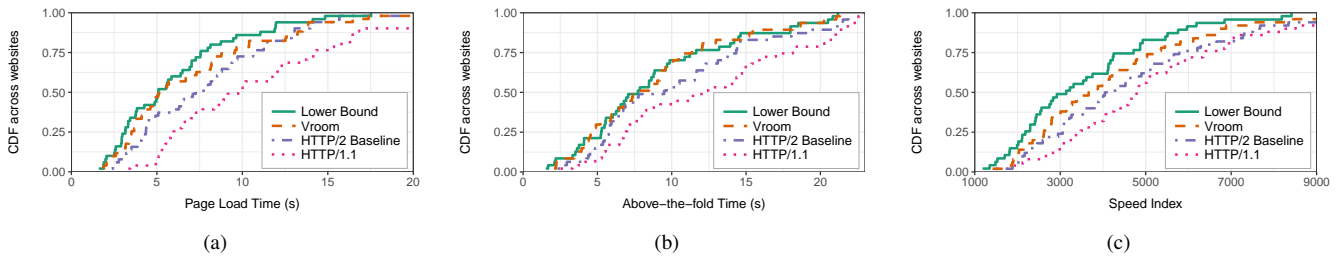 CDF across websites
1.00
0.75
0.50
0.25
0.00
Lower Bound
Vroom
HTTP/2 Baseline
HTTP/1.1
0 5 10 15 20
Page Load Time (s)
(a)
CDF across websites
1.00
0.75
0.50
0.25
0.00
Lower Bound
Vroom
HTTP/2 Baseline
HTTP/1.1
0 5 10 15 20
Above−the−fold Time (s)
(b)
CDF across websites
1.00
0.75
0.50
0.25
0.00
Lower Bound
Vroom
HTTP/2 Baseline
HTTP/1.1
1000 3000 5000 7000 9000
Speed Index
(c)